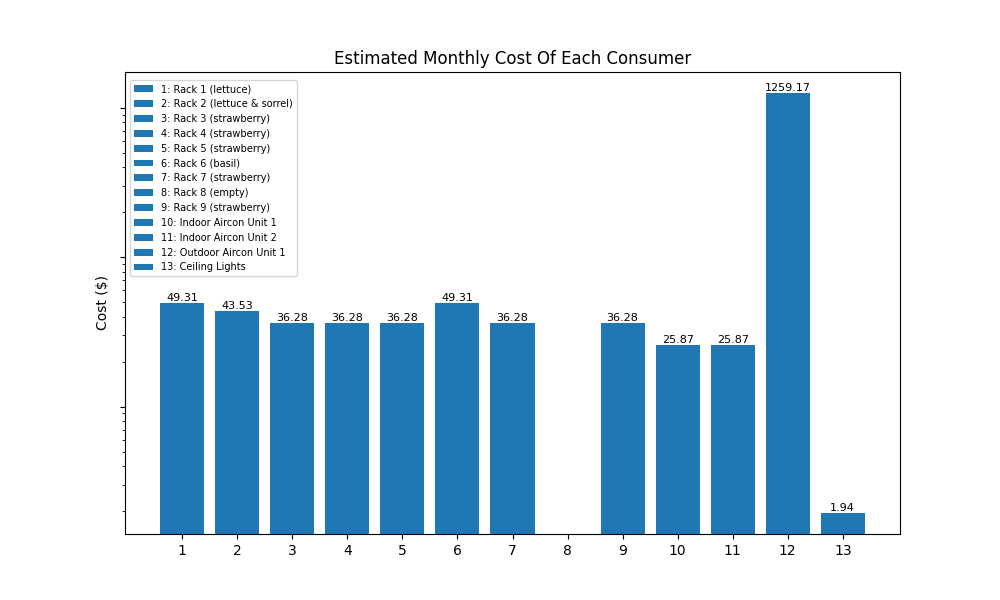 Estimated Monthly Cost Of Each Consumer
1: Rack 1 (lettuce)
2: Rack 2 (lettuce & sorrel)
3: Rack 3 (strawberry)
4: Rack 4 (strawberry)
5: Rack 5 (strawberry)
6: Rack 6 (basil)
7: Rack 7 (strawberry)
8: Rack 8 (empty)
9: Rack 9 (strawberry)
10: Indoor Aircon Unit 1
11: Indoor Aircon Unit 2
12: Outdoor Aircon Unit 1
13: Ceiling Lights
Cost ($)
49.31 43.53 36.28 36.28 36.28 49.31 36.28 36.28 25.87 25.87 1259.17 1.94
1 2 3 4 5 6 7 8 9 10 11 12 13